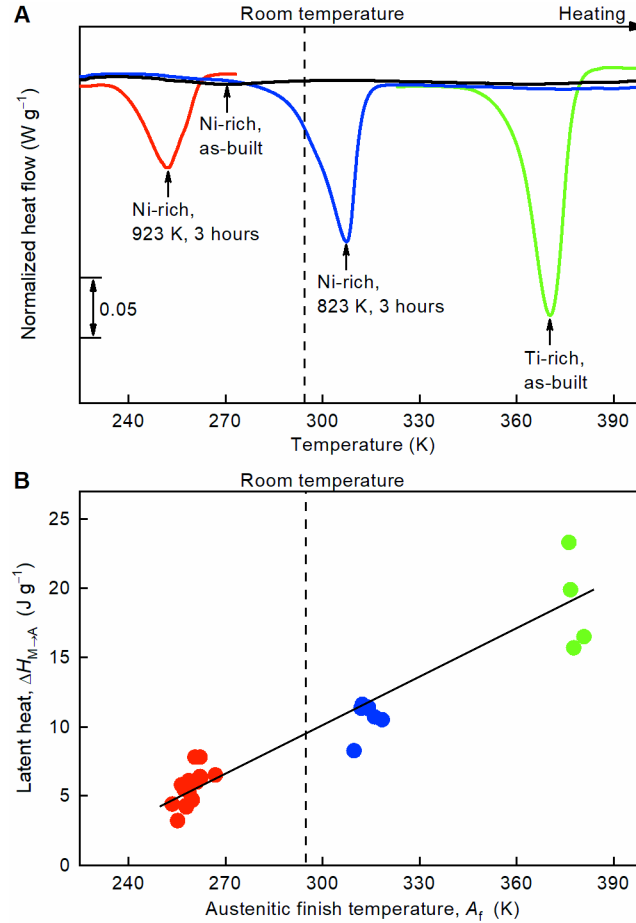 A
Room temperature
Heating
Normalized heat flow (W g⁻¹)
Ni-rich,
as-built
Ni-rich,
923 K, 3 hours
Ni-rich,
823 K, 3 hours
Ti-rich,
as-built
0.05
240 270 300 330 360 390
Temperature (K)
B
Room temperature
Latent heat, ΔH_M→A (J g⁻¹)
25
20
15
10
5
0
240 270 300 330 360 390
Austenitic finish temperature, A_f (K)